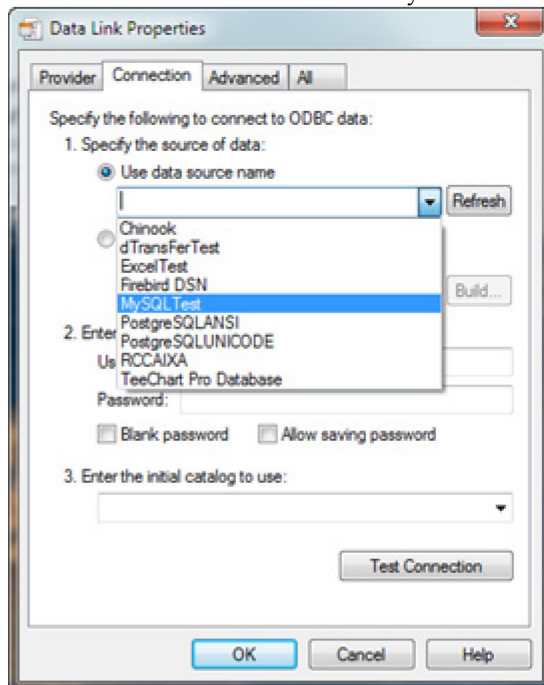 Data Link Properties
Provider Connection Advanced All
Specify the following to connect to ODBC data:
1. Specify the source of data:
Use data source name
Refresh
Chinook
dTransFerTest
ExcelTest
Firebird DSN
MySQLTest
Build...
PostgreSQLANSI
2. Enter
PostgreSQLUNICODE
Us
RCCAIXA
TeeChart Pro Database
Password:
Blank password Allow saving password
3. Enter the initial catalog to use:
Test Connection
OK Cancel Help